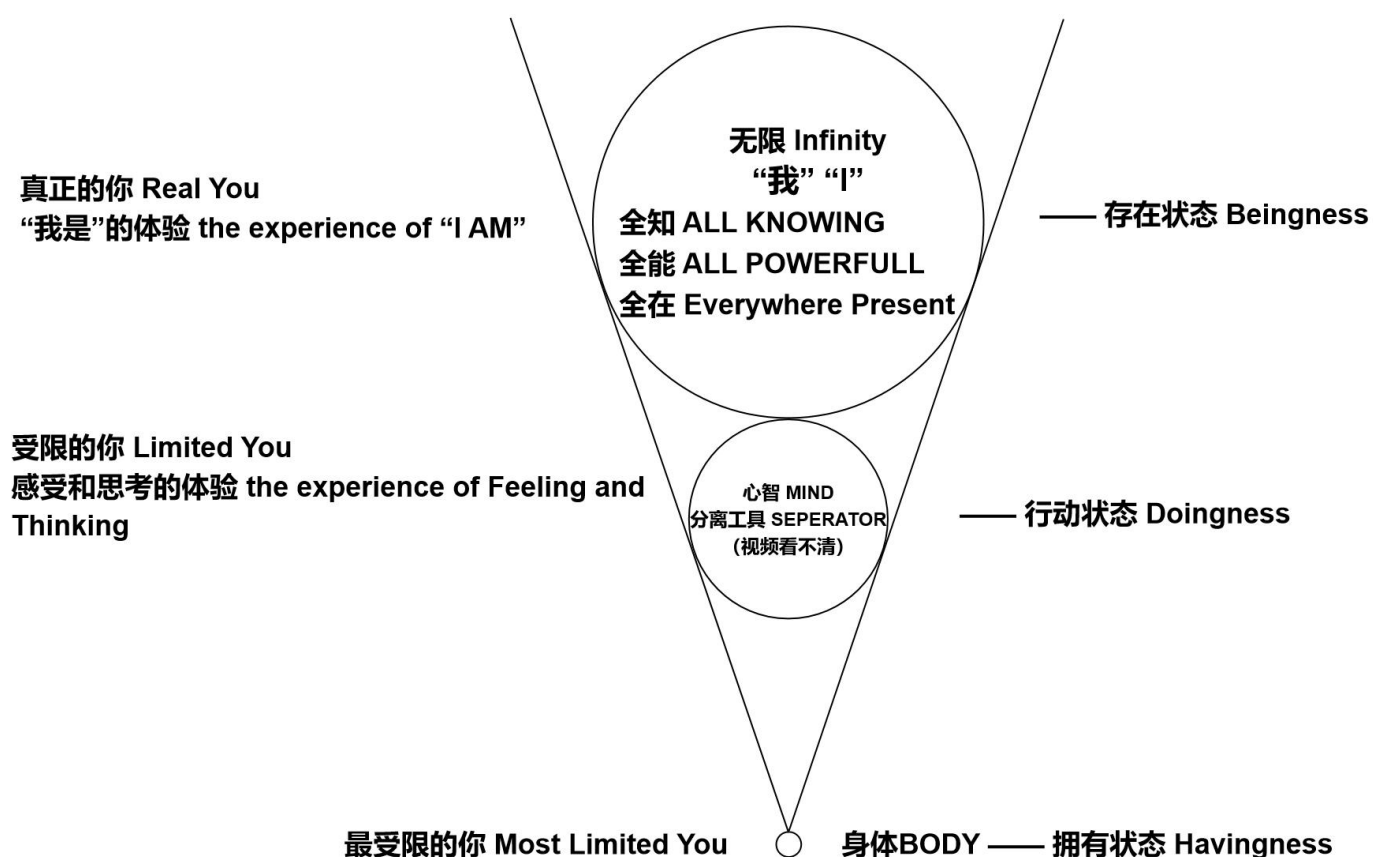 无限 Infinity
“我” “I”
全知 ALL KNOWING
全能 ALL POWERFULL
全在 Everywhere Present
真正的你 Real You
“我是”的体验 the experience of “I AM”
—— 存在状态 Beingness
受限的你 Limited You
感受和思考的体验 the experience of Feeling and
Thinking
心智 MIND
分离工具 SEPERATOR
（视频看不清）
—— 行动状态 Doingness
最受限的你 Most Limited You
身体BODY —— 拥有状态 Havingness